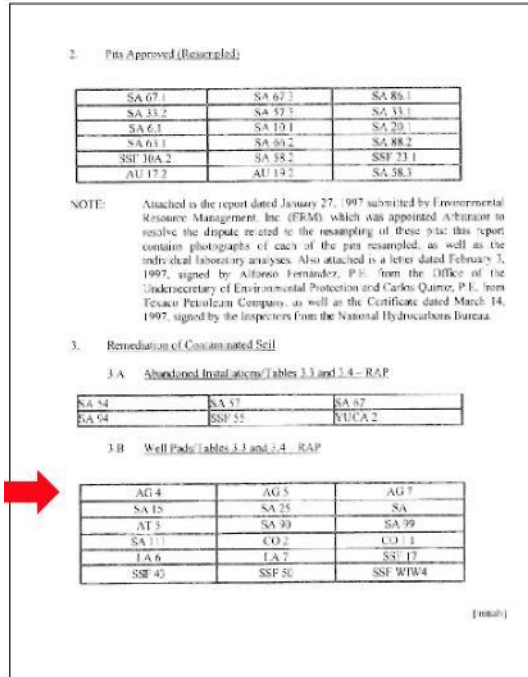 2. Pits Approved (Resampled)
SA 67.1 SA 67.3 SA 86.1
SA 33.2 SA 57.3 SA 33.1
SA 6.1 SA 10.1 SA 20.1
SA 63.1 SA 66.2 SA 88.2
SSF 30A.2 SA 58.2 SSF 23.1
AU 17.2 AU 19.2 SA 38.3
NOTE: Attached is the report dated January 27, 1997 submitted by Environmental
Resource Management, Inc. (ERM), which was appointed Arbitrator to
resolve the dispute related to the resampling of these pits; this report
contains photographs of each of the pits resampled, as well as the
individual laboratory analyses. Also attached is a letter dated February 3,
1997, signed by Alfonso Fernández, P.E. from the Office of the
Undersecretary of Environmental Protection and Carlos P.E. from
Texaco Petroleum Company, as well as the Certificate dated March 14,
1997, signed by the Inspectors from the National Hydrocarbons Bureau.
3. Remediation of Contaminated Soil
3.A Abandoned Installations/Tables 3.3 and 3.4 – RAP
SA 54 SA 57 SA 67
SA 94 SSF 55 YUCA 2
3.B Well Pads/Tables 3.3 and 3.4 – RAP
AG 4 AG 5 AG 7
SA 15 SA 25 SA
AT 5 SA 90 SA 99
SA 111 CO 2 CO 11
LA 6 LA 7 SSF 17
SSF 43 SSF 50 SSF WIW4
[initials]